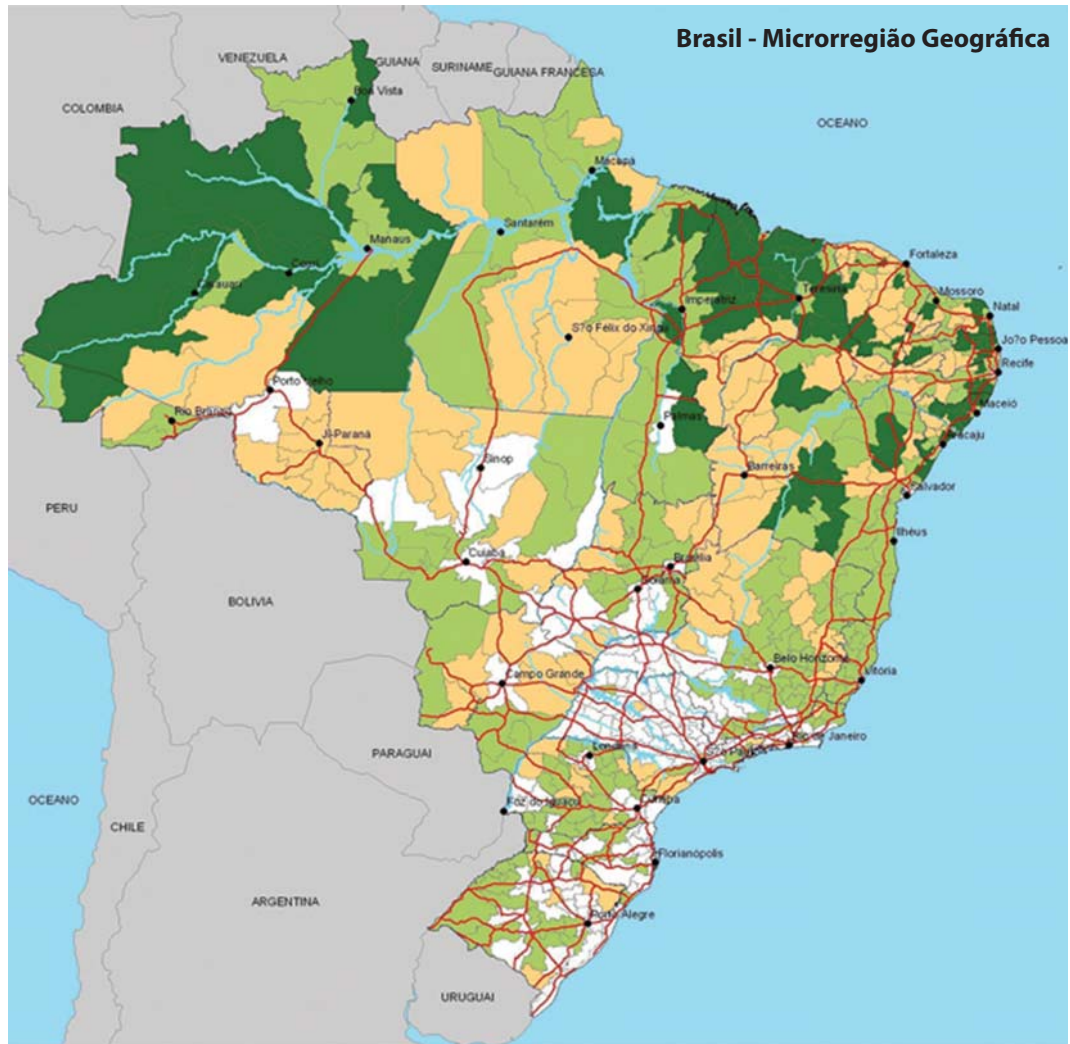 Brasil - Microrregião Geográfica
VENEZUELA
GUIANA
SURINAME
GUIANA FRANCESA
COLOMBIA
Boa Vista
OCEANO
Macapá
Santarém
Manaus
Fortaleza
Carauari
Teresina
Mossoró
Imperatriz
Natal
S?o Félix do Xingu
Jo?o Pessoa
Recife
Porto Velho
Maceió
Rio Branco
Palmas
Ji-Paraná
Aracaju
Sinop
Barreiras
Salvador
PERU
Ilhéus
Cuiabá
Brasília
Goiânia
BOLIVIA
Belo Horizonte
Vitória
Campo Grande
Rio de Janeiro
PARAGUAI
Londrina
S?o Paulo
OCEANO
Foz do Iguaçu
Curitiba
CHILE
Florianópolis
ARGENTINA
Porto Alegre
URUGUAI